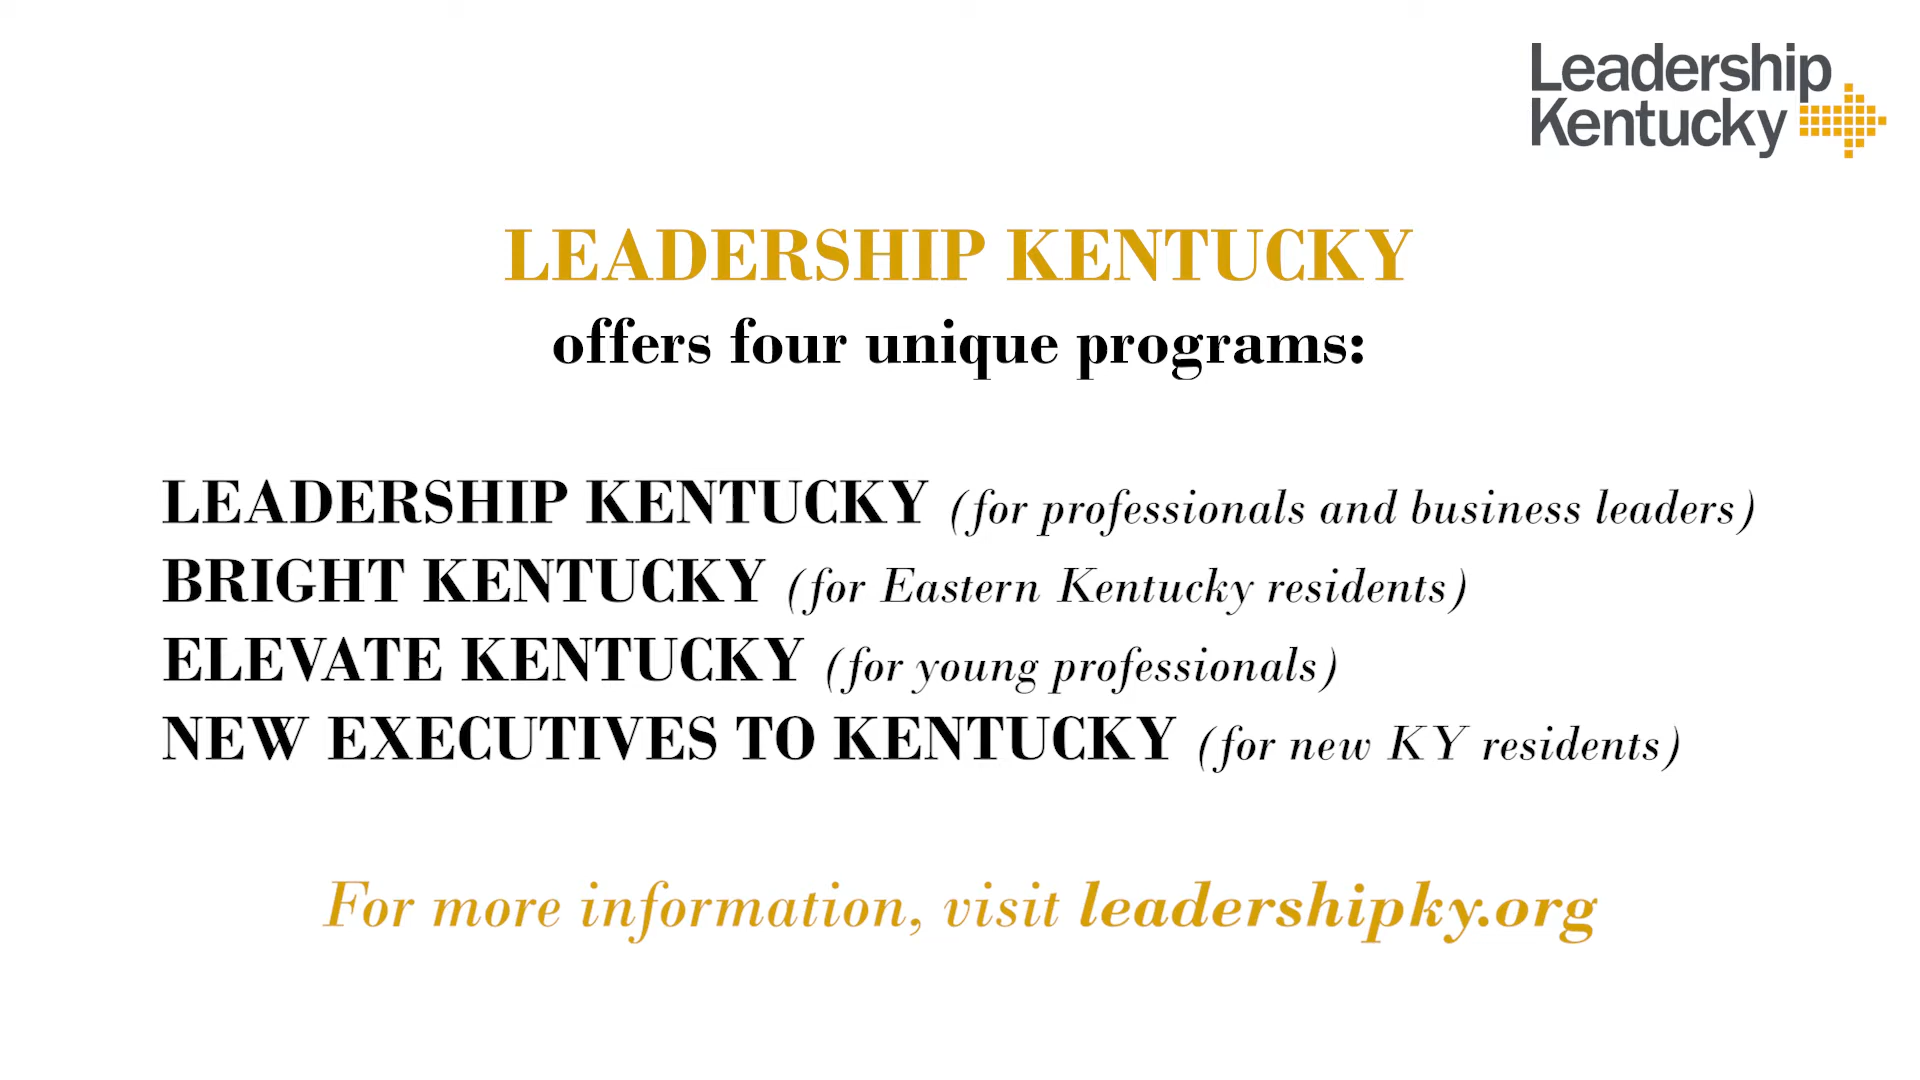 Leadership
Kentucky
LEADERSHIP KENTUCKY
offers four unique programs:
LEADERSHIP KENTUCKY (for professionals and business leaders)
BRIGHT KENTUCKY (for Eastern Kentucky residents)
ELEVATE KENTUCKY (for young professionals)
NEW EXECUTIVES TO KENTUCKY (for new KY residents)
For more information, visit leadershipky.org